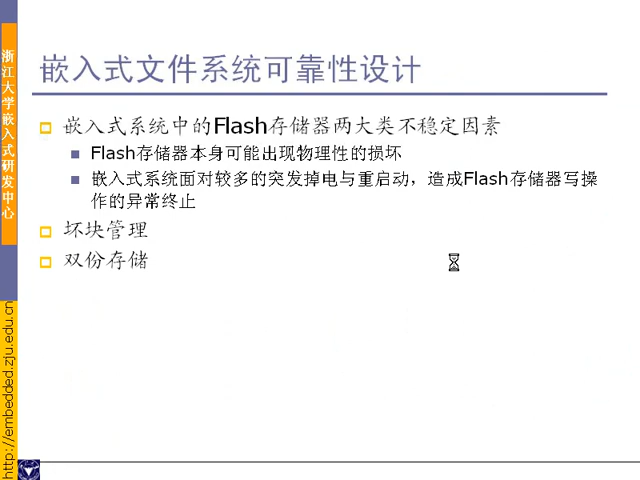 嵌入式文件系统可靠性设计
嵌入式系统中的Flash存储器两大类不稳定因素
Flash存储器本身可能出现物理性的损坏
嵌入式系统面对较多的突发掉电与重启动，造成Flash存储器写操
作的异常终止
坏块管理
双份存储
浙江大学嵌入式研发中心
http://embedded.zju.edu.cn